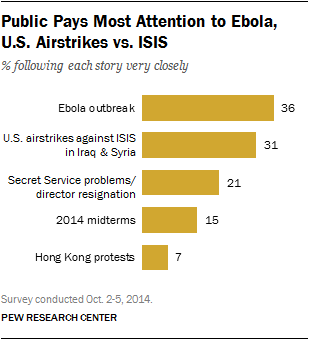 Public Pays Most Attention to Ebola,
U.S. Airstrikes vs. ISIS
% following each story very closely
Ebola outbreak 36
U.S. airstrikes against ISIS
in Iraq & Syria 31
Secret Service problems/
director resignation 21
2014 midterms 15
Hong Kong protests 7
Survey conducted Oct. 2-5, 2014.
PEW RESEARCH CENTER